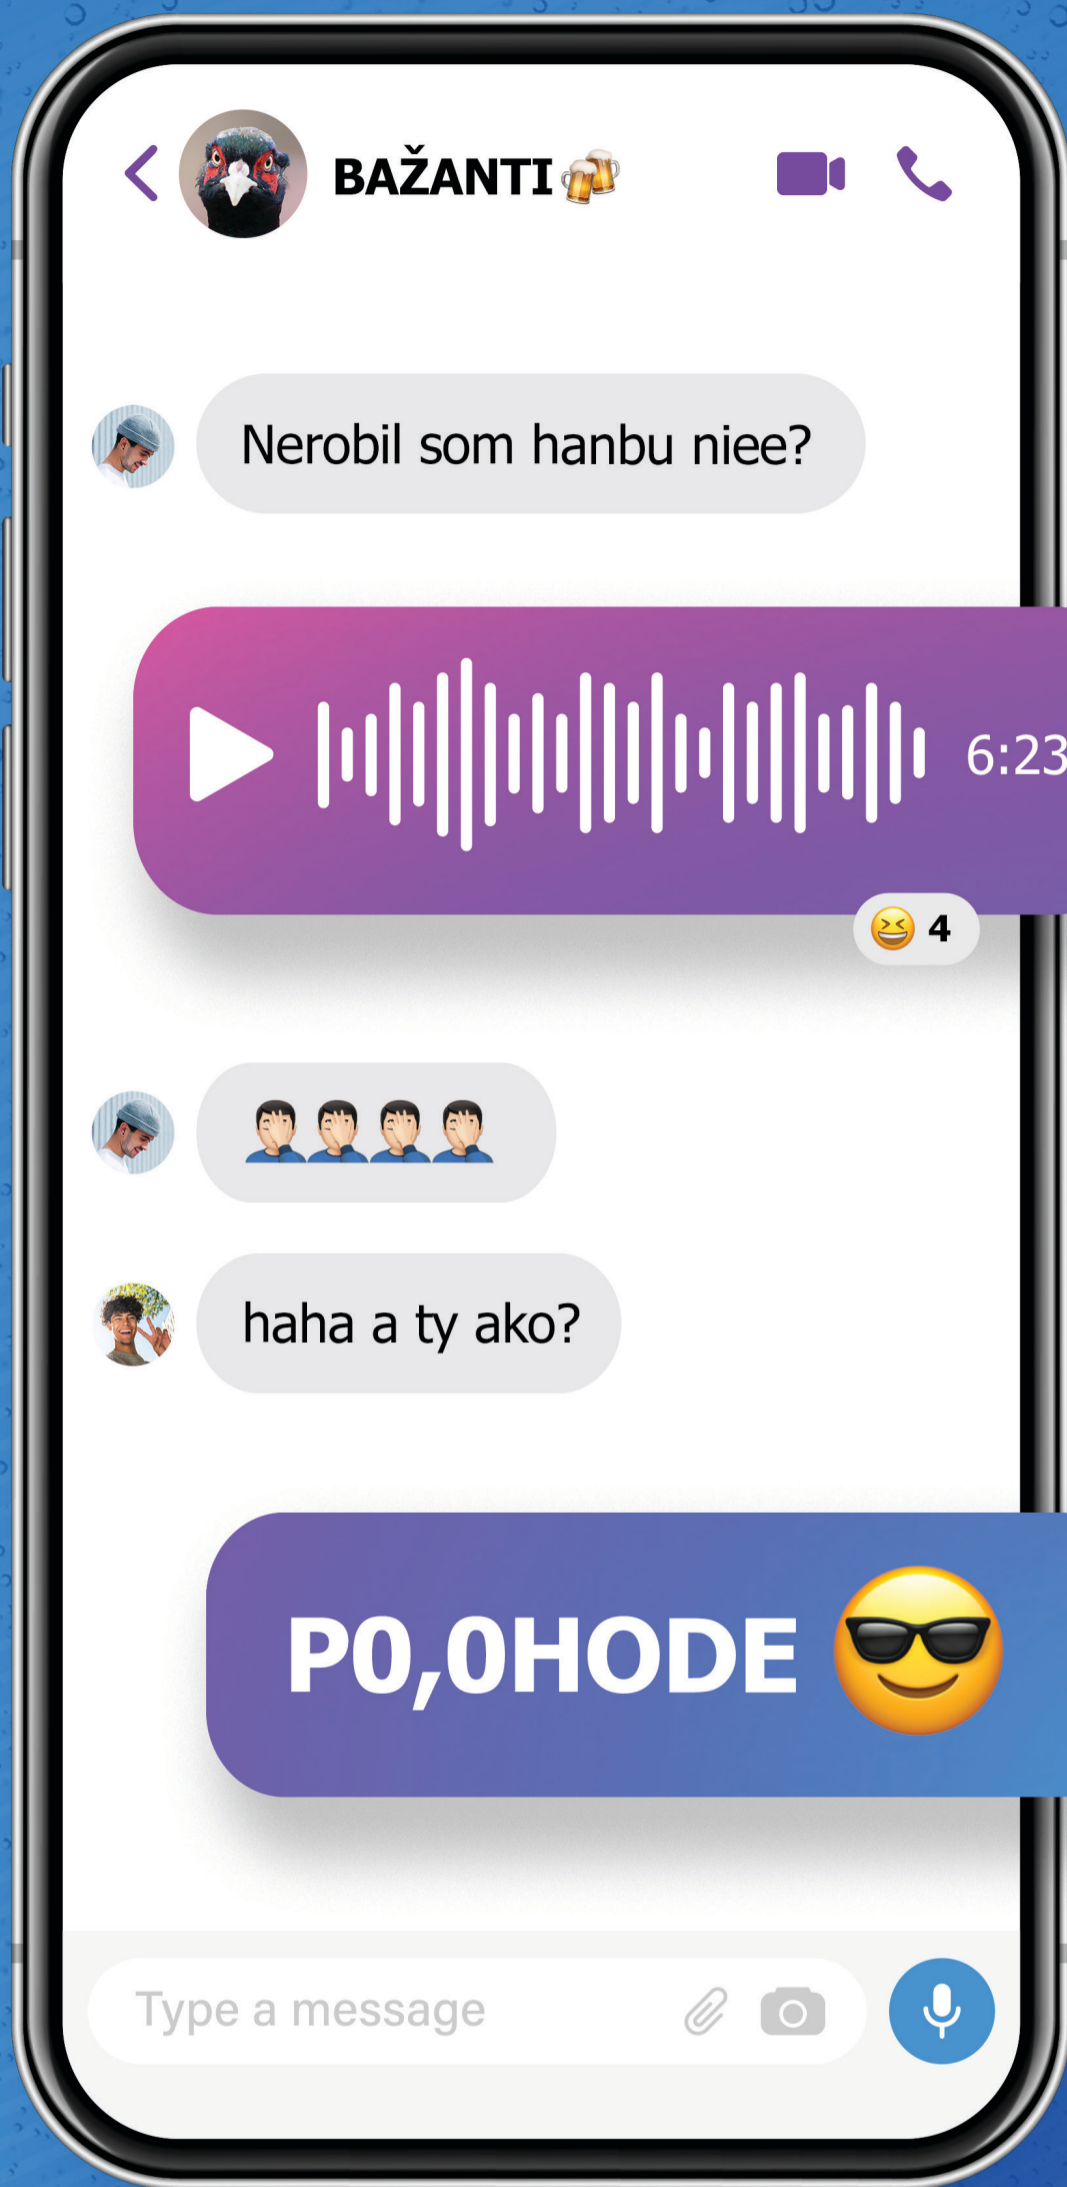 BAŽANTI🍻
Nerobil som hanbu niee?
6:23
😆 4
🤦🏻‍♂️🤦🏻‍♂️🤦🏻‍♂️🤦🏻‍♂️
haha a ty ako?
P0,0HODE 😎
Type a message